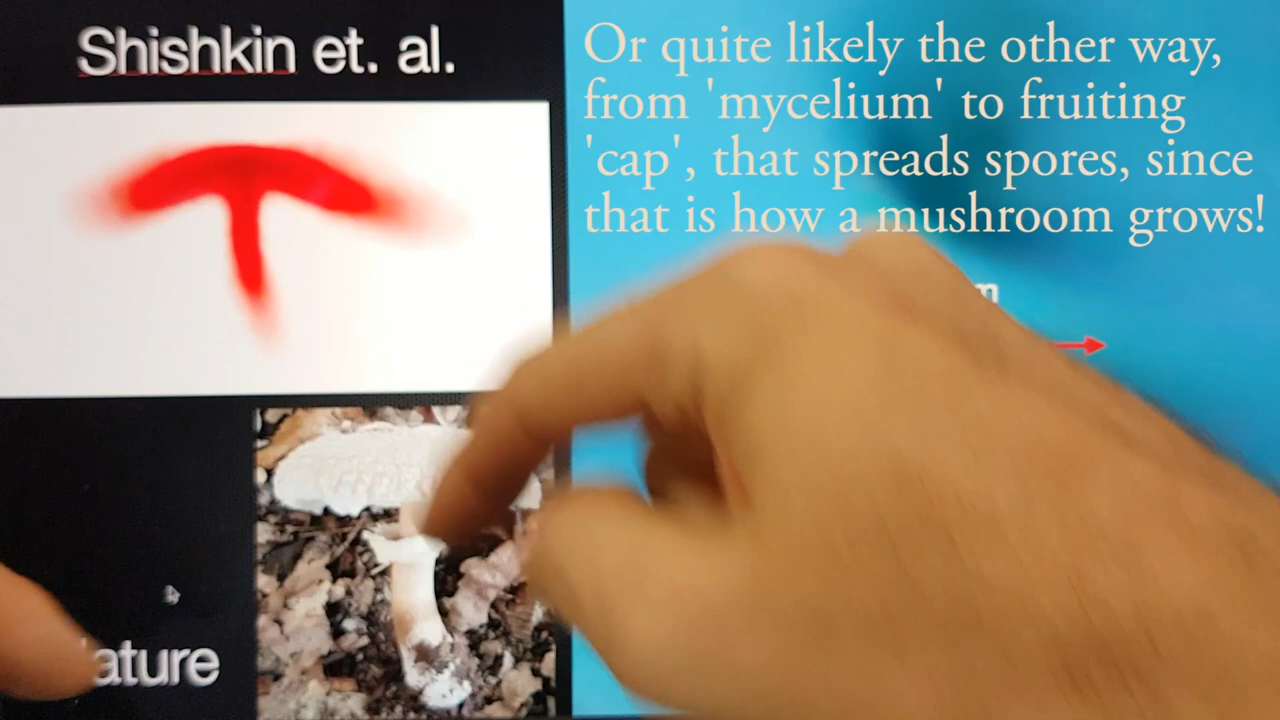 Shishkin et. al.
Or quite likely the other way,
from 'mycelium' to fruiting
'cap', that spreads spores, since
that is how a mushroom grows!